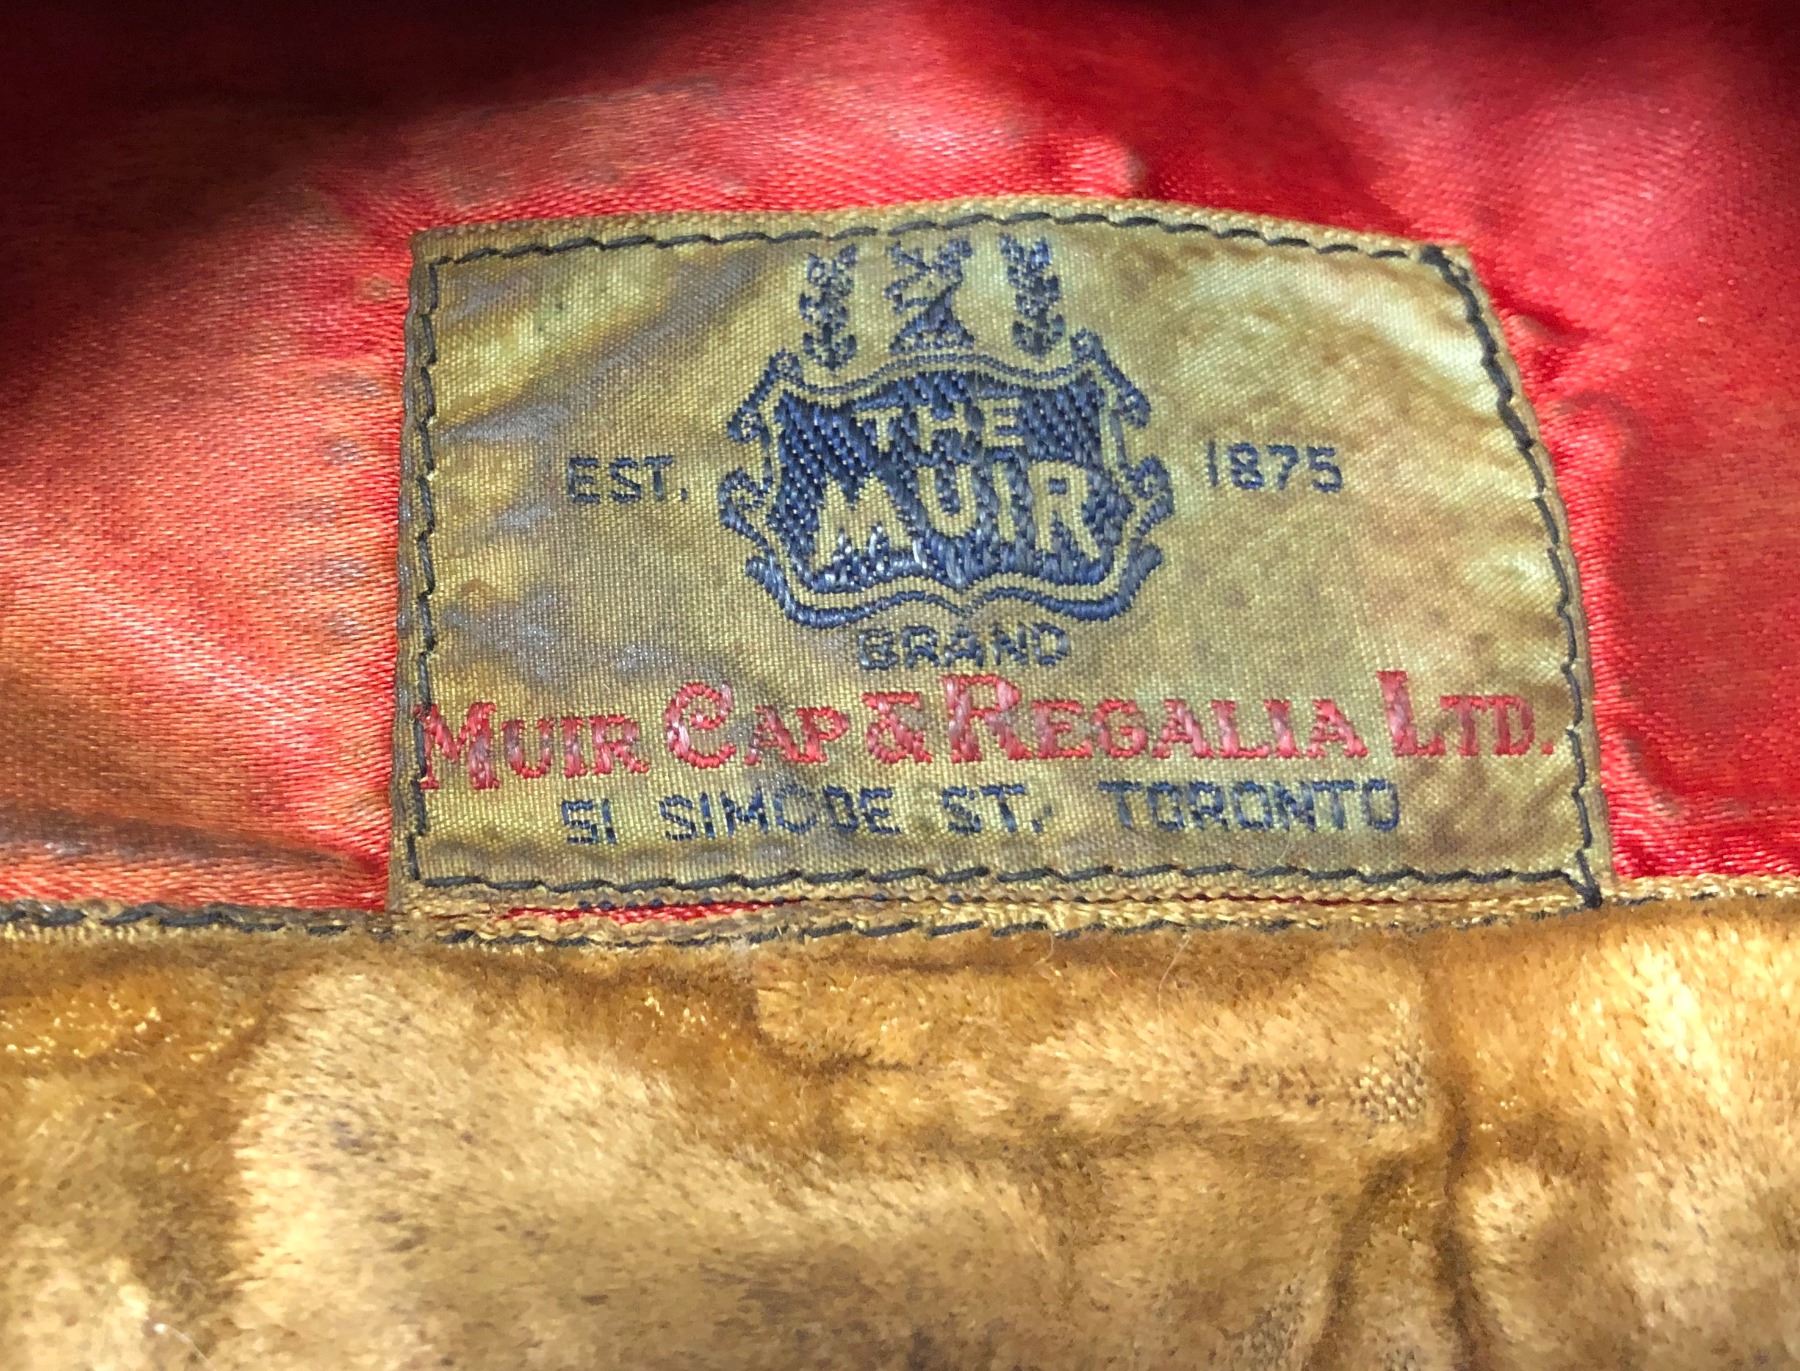 THE
MUIR
EST. 1875
BRAND
MUIR CAP & REGALIA LTD.
51 SIMCOE ST. TORONTO